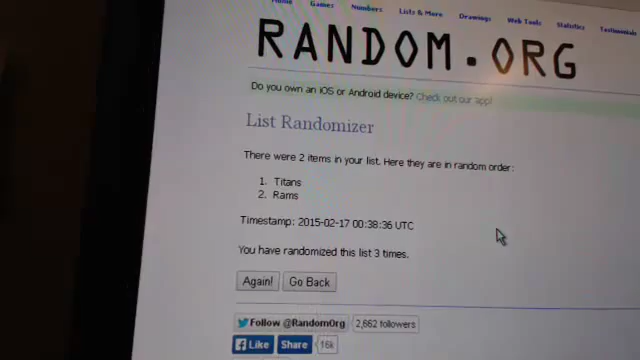 Home Games Numbers Lists & More Drawings Web Tools Statistics Testimonials
RANDOM.ORG
Do you own an iOS or Android device? Check out our app!
List Randomizer
There were 2 items in your list. Here they are in random order:
1. Titans
2. Rams
Timestamp: 2015-02-17 00:38:36 UTC
You have randomized this list 3 times.
Again! Go Back
Follow @RandomOrg 2,662 followers
Like Share 16k